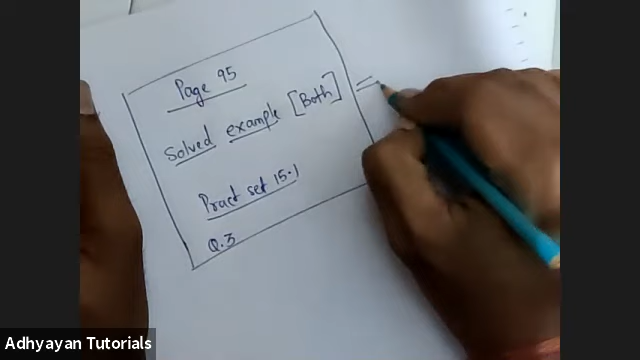 Page 95
Solved example [Both]
Pract set 15.1
Q.3
Adhyayan Tutorials